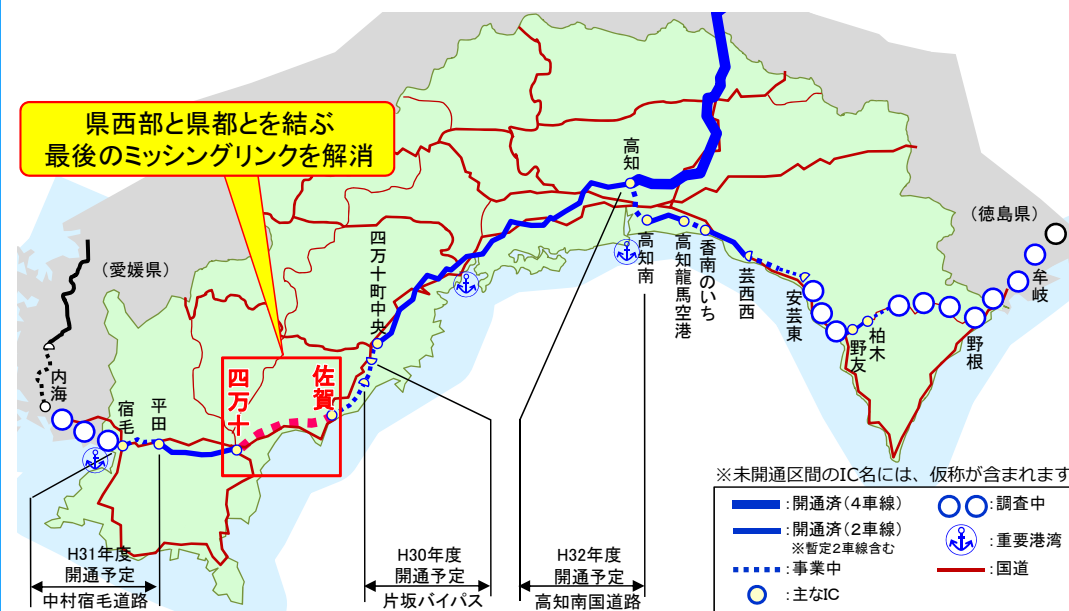 県西部と県都とを結ぶ
最後のミッシングリンクを解消
(愛媛県)
(徳島県)
高知
高知南
高知龍馬空港
香南のいち
芸西西
安芸東
野友
柏木
野根
牟岐
四万十町中央
佐賀
四万十
平田
宿毛
内海
H31年度
開通予定
中村宿毛道路
H30年度
開通予定
片坂バイパス
H32年度
開通予定
高知南国道路
※未開通区間のIC名には、仮称が含まれます
:開通済(4車線)
:開通済(2車線)
※暫定2車線含む
:事業中
:主なIC
:調査中
:重要港湾
:国道